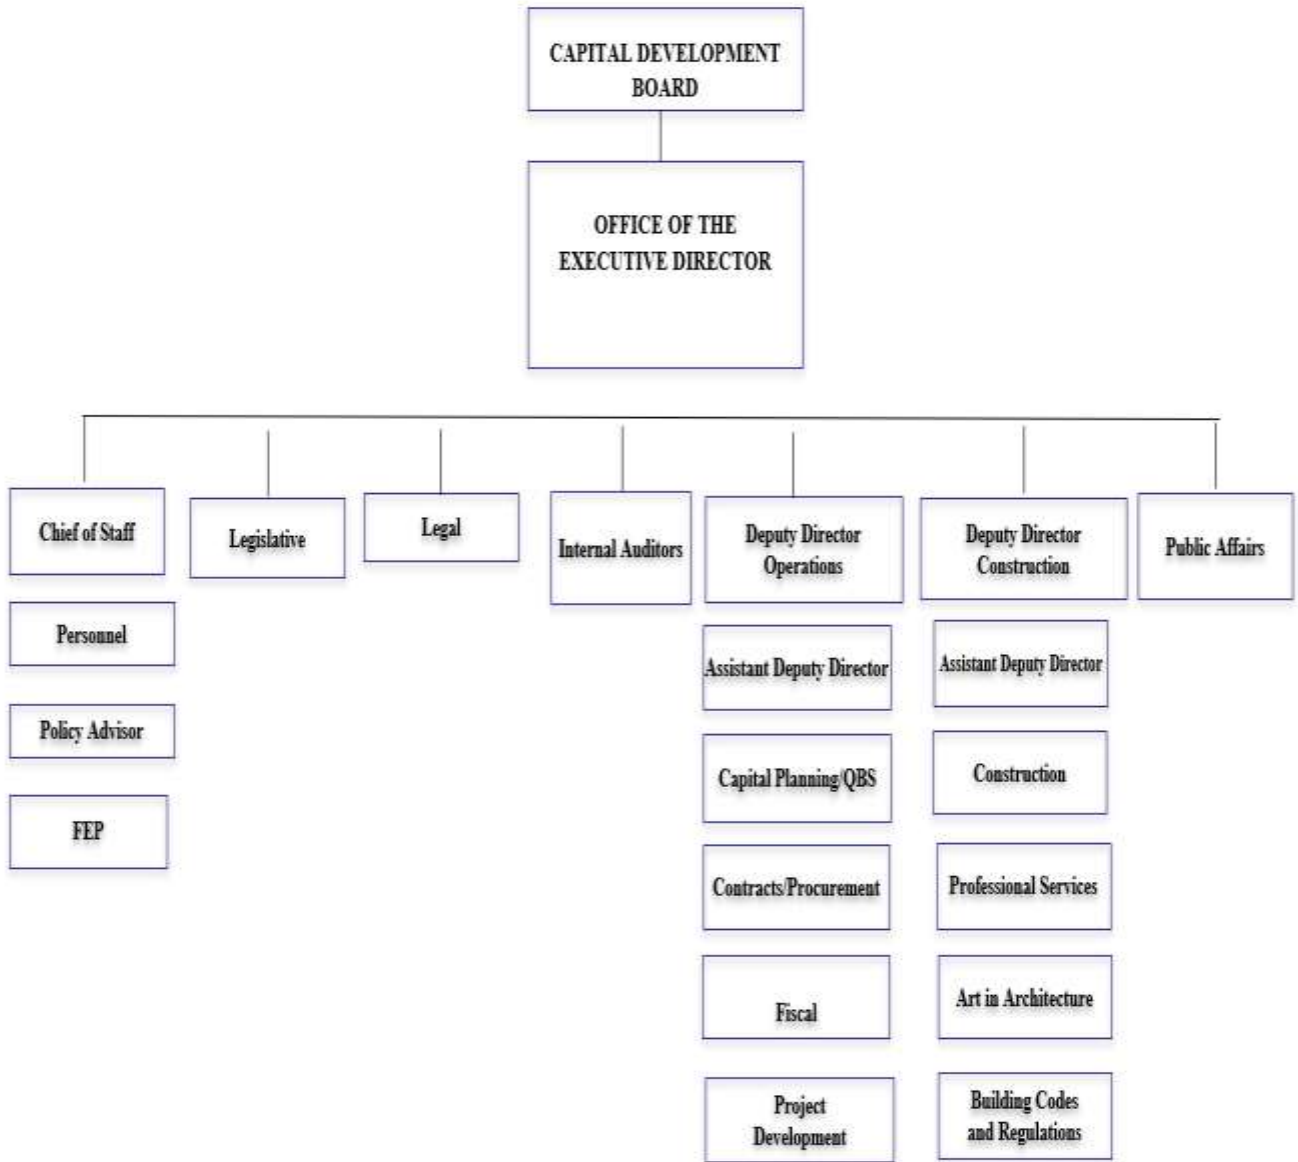 CAPITAL DEVELOPMENT
BOARD
OFFICE OF THE
EXECUTIVE DIRECTOR
Chief of Staff
Legislative
Legal
Internal Auditors
Deputy Director
Operations
Deputy Director
Construction
Public Affairs
Personnel
Policy Advisor
FEP
Assistant Deputy Director
Capital Planning/QBS
Contracts/Procurement
Fiscal
Project
Development
Assistant Deputy Director
Construction
Professional Services
Art in Architecture
Building Codes
and Regulations